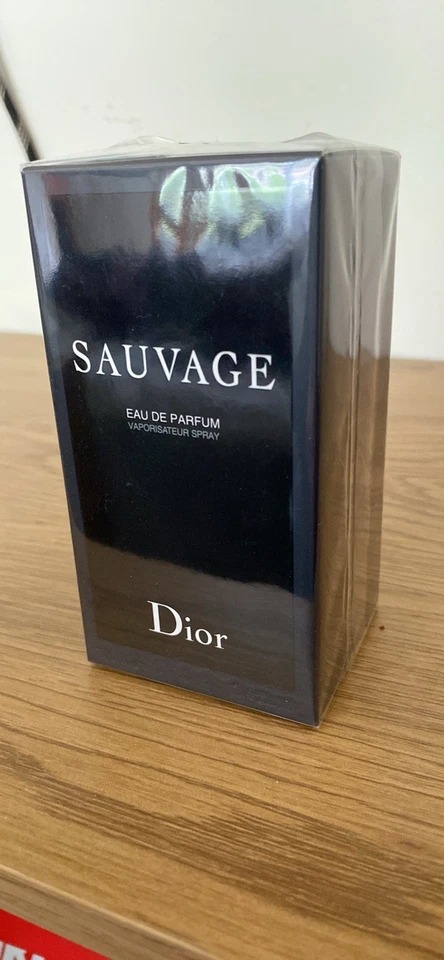 SAUVAGE
EAU DE PARFUM
VAPORISATEUR SPRAY
Dior